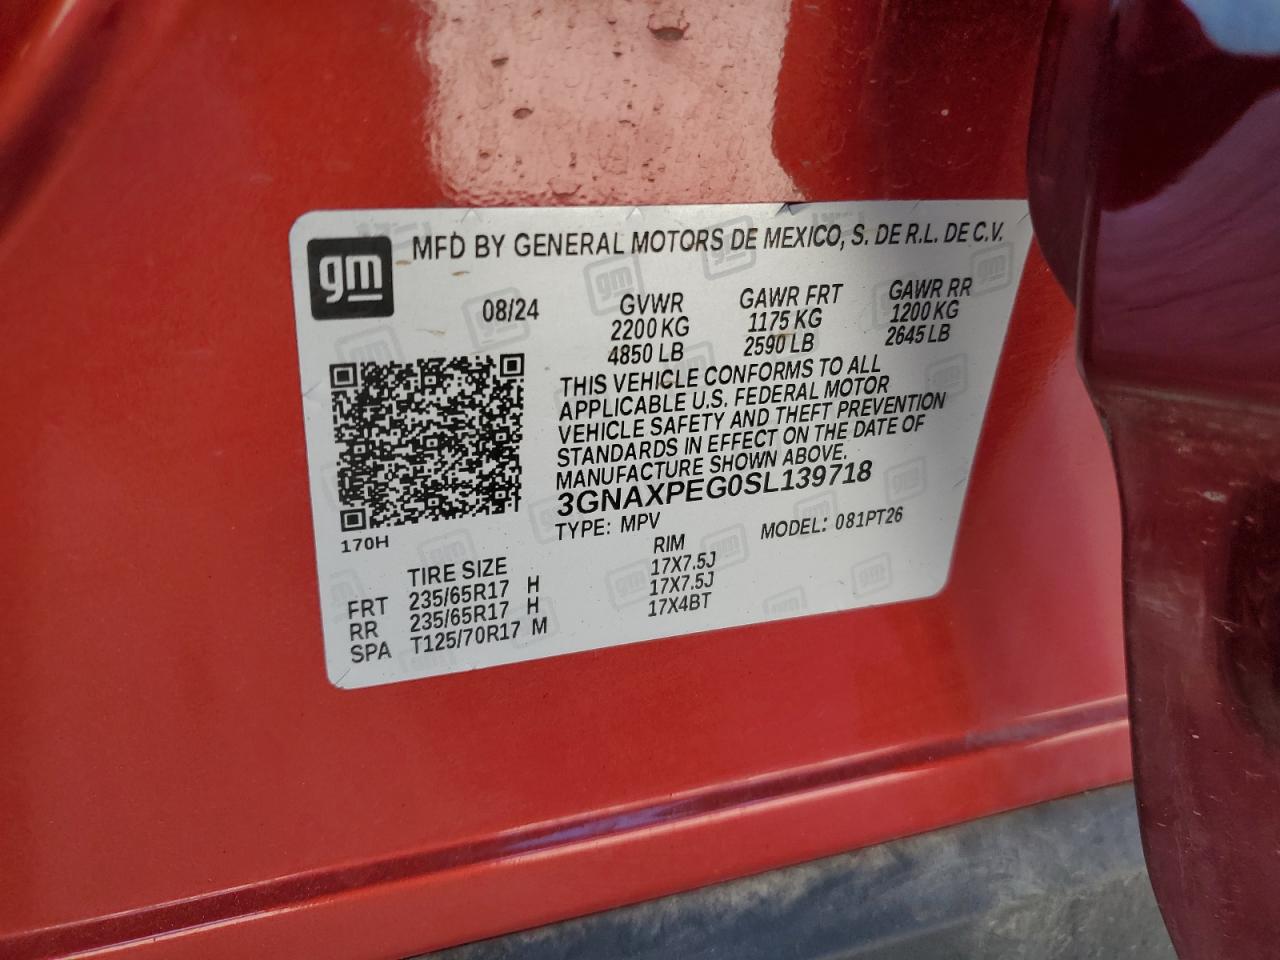 gm
MFD BY GENERAL MOTORS DE MEXICO, S. DE R.L. DE C.V.
08/24
GVWR GAWR FRT GAWR RR
2200 KG 1175 KG 1200 KG
4850 LB 2590 LB 2645 LB
THIS VEHICLE CONFORMS TO ALL
APPLICABLE U.S. FEDERAL MOTOR
VEHICLE SAFETY AND THEFT PREVENTION
STANDARDS IN EFFECT ON THE DATE OF
MANUFACTURE SHOWN ABOVE.
3GNAXPEG0SL139718
TYPE: MPV MODEL: 081PT26
170H
TIRE SIZE RIM
FRT 235/65R17 H 17X7.5J
RR 235/65R17 H 17X7.5J
SPA T125/70R17 M 17X4BT